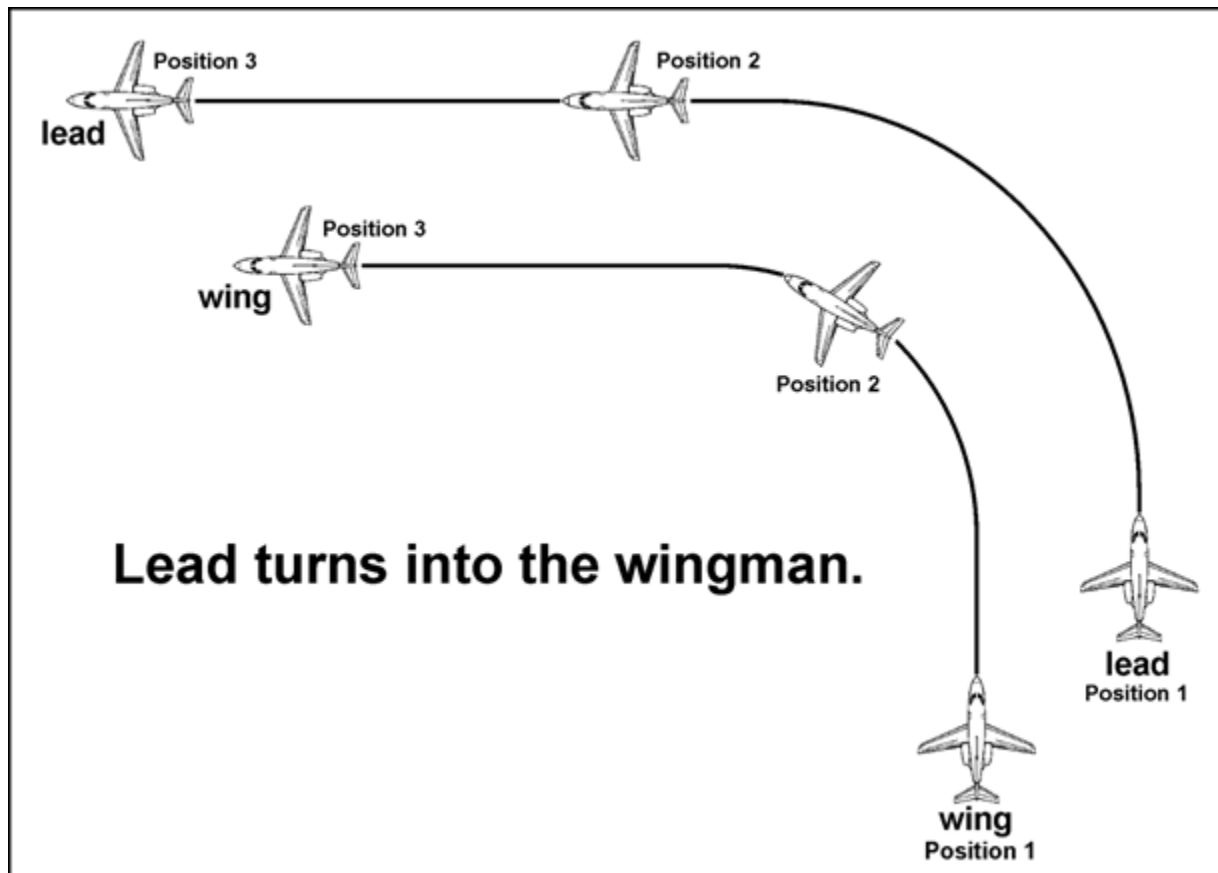 Position 3
Position 2
lead
Position 3
wing
Position 2
Lead turns into the wingman.
lead
Position 1
wing
Position 1